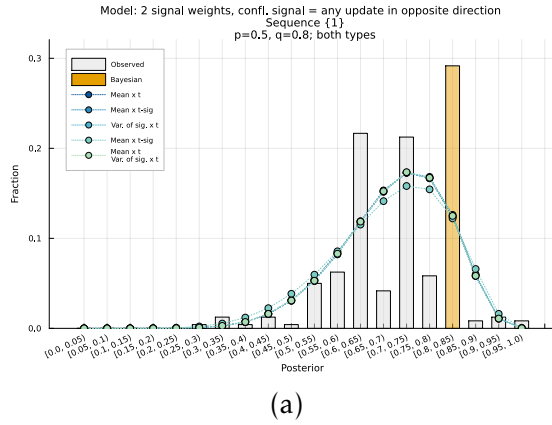 Model: 2 signal weights, confl. signal = any update in opposite direction
Sequence {1}
p=0.5, q=0.8; both types
Observed
Bayesian
Mean x t
Mean x t-sig
Var. of sig. x t
Mean x t-sig
Mean x t
Var. of sig. x t
Fraction
0.3
0.2
0.1
0.0
[0.0, 0.05)
[0.05, 0.1)
[0.1, 0.15)
[0.15, 0.2)
[0.2, 0.25)
[0.25, 0.3)
[0.3, 0.35)
[0.35, 0.4)
[0.4, 0.45)
[0.45, 0.5)
[0.5, 0.55)
[0.55, 0.6)
[0.6, 0.65)
[0.65, 0.7)
[0.7, 0.75)
[0.75, 0.8)
[0.8, 0.85)
[0.85, 0.9)
[0.9, 0.95)
[0.95, 1.0)
Posterior
(a)